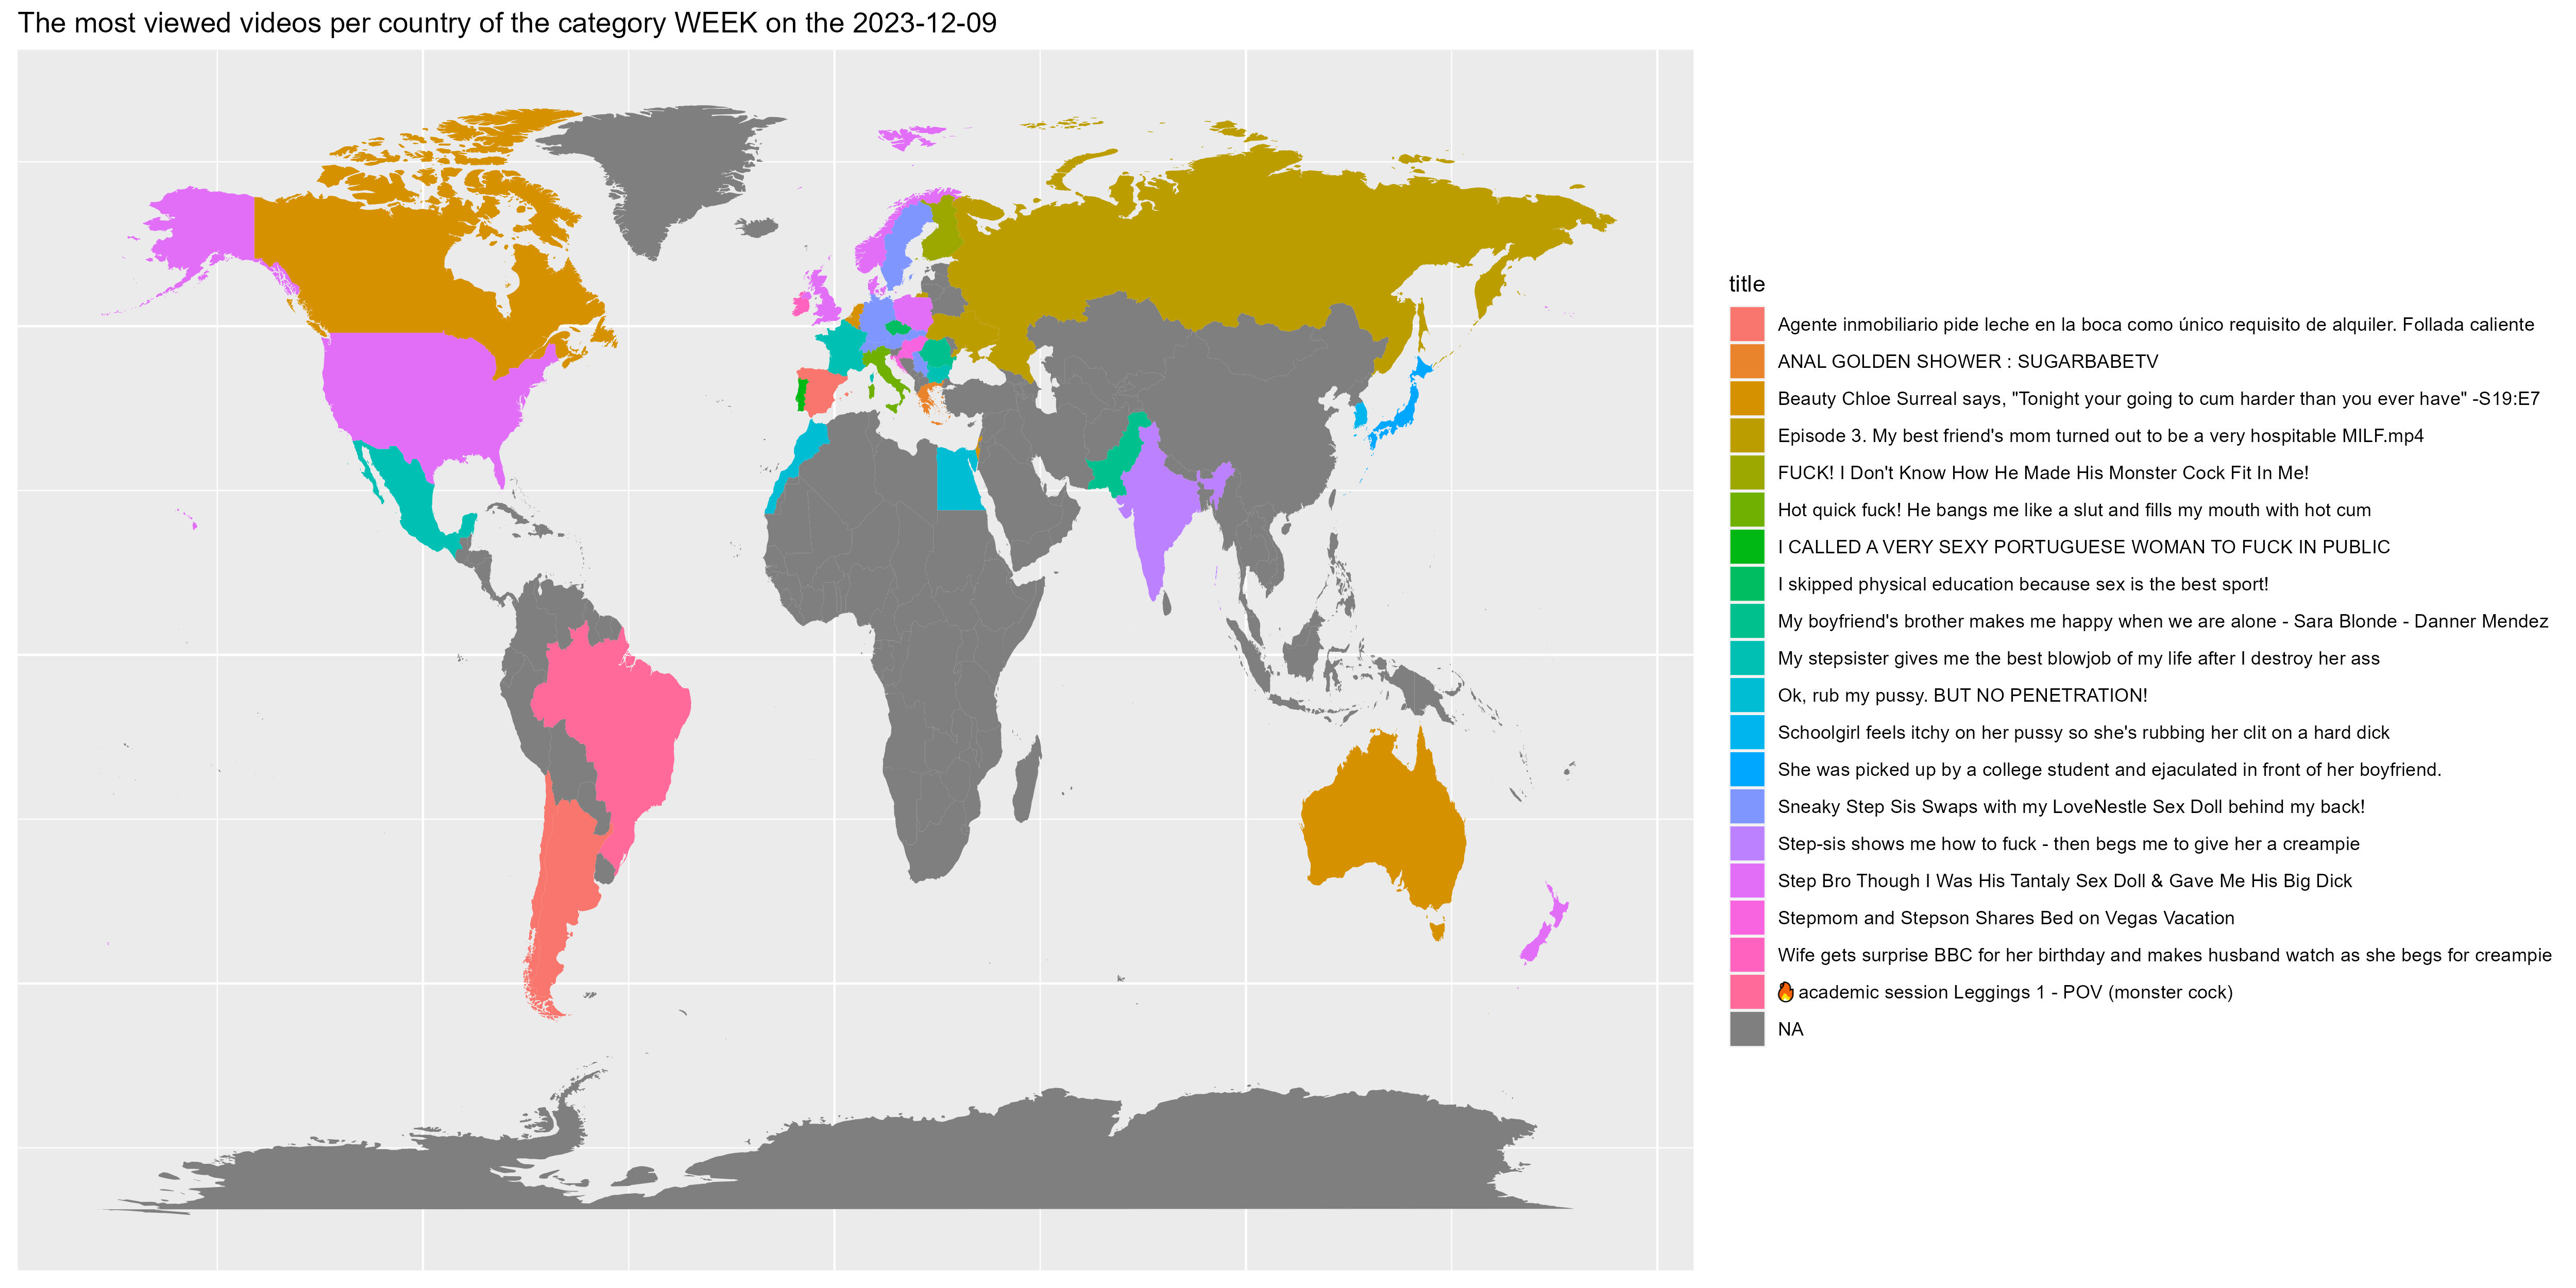 The most viewed videos per country of the category WEEK on the 2023-12-09
title
Agente inmobiliario pide leche en la boca como único requisito de alquiler. Follada caliente
ANAL GOLDEN SHOWER : SUGARBABETV
Beauty Chloe Surreal says, "Tonight your going to cum harder than you ever have" -S19:E7
Episode 3. My best friend's mom turned out to be a very hospitable MILF.mp4
FUCK! I Don't Know How He Made His Monster Cock Fit In Me!
Hot quick fuck! He bangs me like a slut and fills my mouth with hot cum
I CALLED A VERY SEXY PORTUGUESE WOMAN TO FUCK IN PUBLIC
I skipped physical education because sex is the best sport!
My boyfriend's brother makes me happy when we are alone - Sara Blonde - Danner Mendez
My stepsister gives me the best blowjob of my life after I destroy her ass
Ok, rub my pussy. BUT NO PENETRATION!
Schoolgirl feels itchy on her pussy so she's rubbing her clit on a hard dick
She was picked up by a college student and ejaculated in front of her boyfriend.
Sneaky Step Sis Swaps with my LoveNestle Sex Doll behind my back!
Step-sis shows me how to fuck - then begs me to give her a creampie
Step Bro Though I Was His Tantaly Sex Doll & Gave Me His Big Dick
Stepmom and Stepson Shares Bed on Vegas Vacation
Wife gets surprise BBC for her birthday and makes husband watch as she begs for creampie
🔥 academic session Leggings 1 - POV (monster cock)
NA